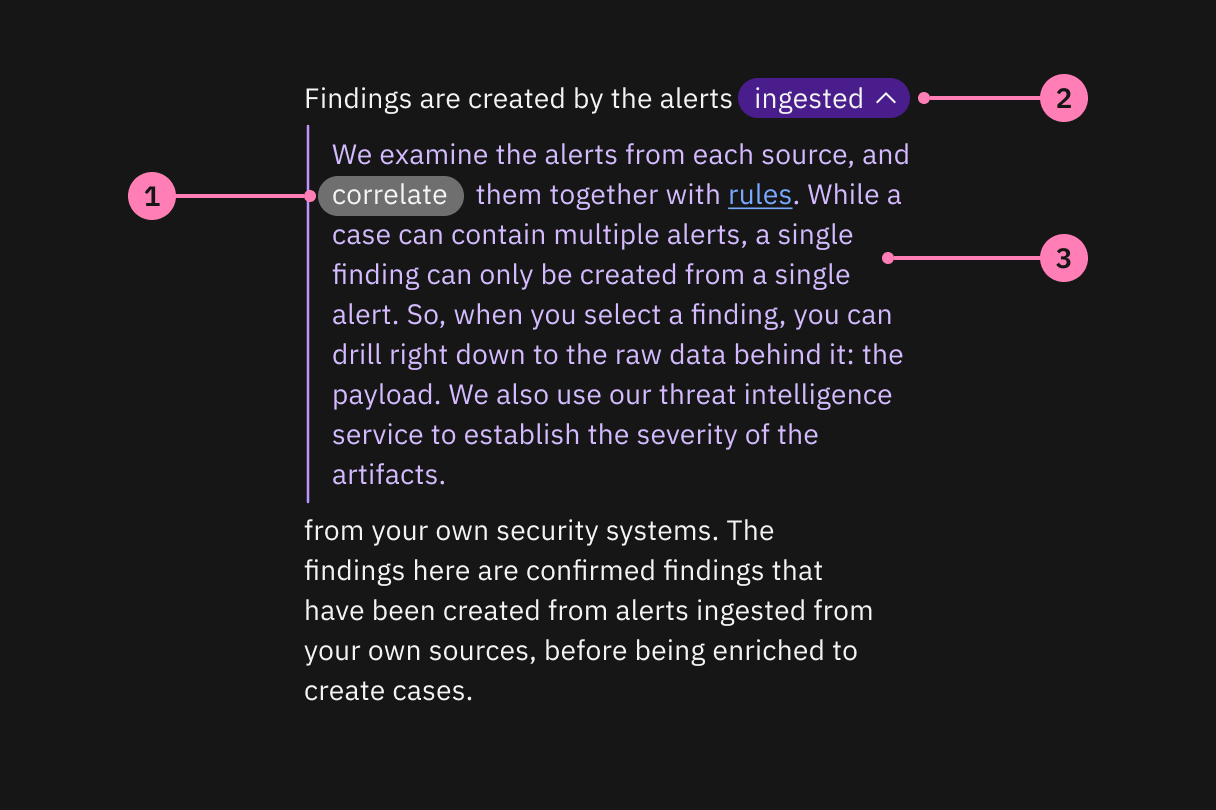 Findings are created by the alerts ingested
2
We examine the alerts from each source, and
1
correlate them together with rules. While a
case can contain multiple alerts, a single
3
finding can only be created from a single
alert. So, when you select a finding, you can
drill right down to the raw data behind it: the
payload. We also use our threat intelligence
service to establish the severity of the
artifacts.
from your own security systems. The
findings here are confirmed findings that
have been created from alerts ingested from
your own sources, before being enriched to
create cases.